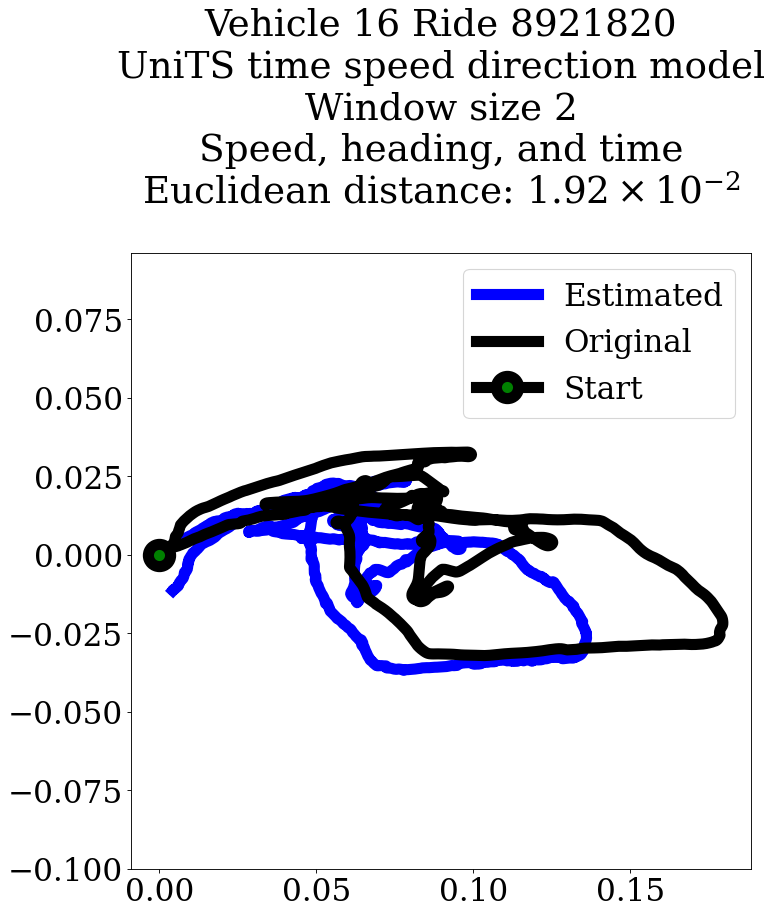 Vehicle 16 Ride 8921820
UniTS time speed direction model
Window size 2
Speed, heading, and time
Euclidean distance: 1.92 × 10⁻²
Estimated
Original
Start
0.075
0.050
0.025
0.000
−0.025
−0.050
−0.075
−0.100
0.00 0.05 0.10 0.15